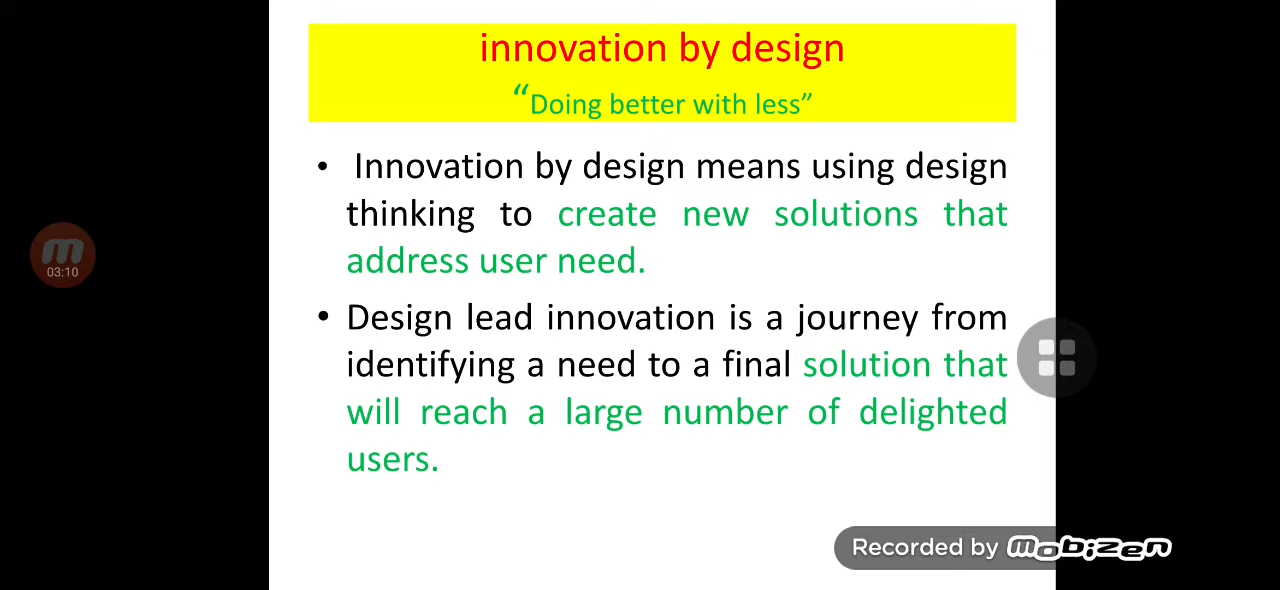 innovation by design
“Doing better with less”
• Innovation by design means using design
thinking to create new solutions that
address user need.
• Design lead innovation is a journey from
identifying a need to a final solution that
will reach a large number of delighted
users.
m
03:10
Recorded by mobizen